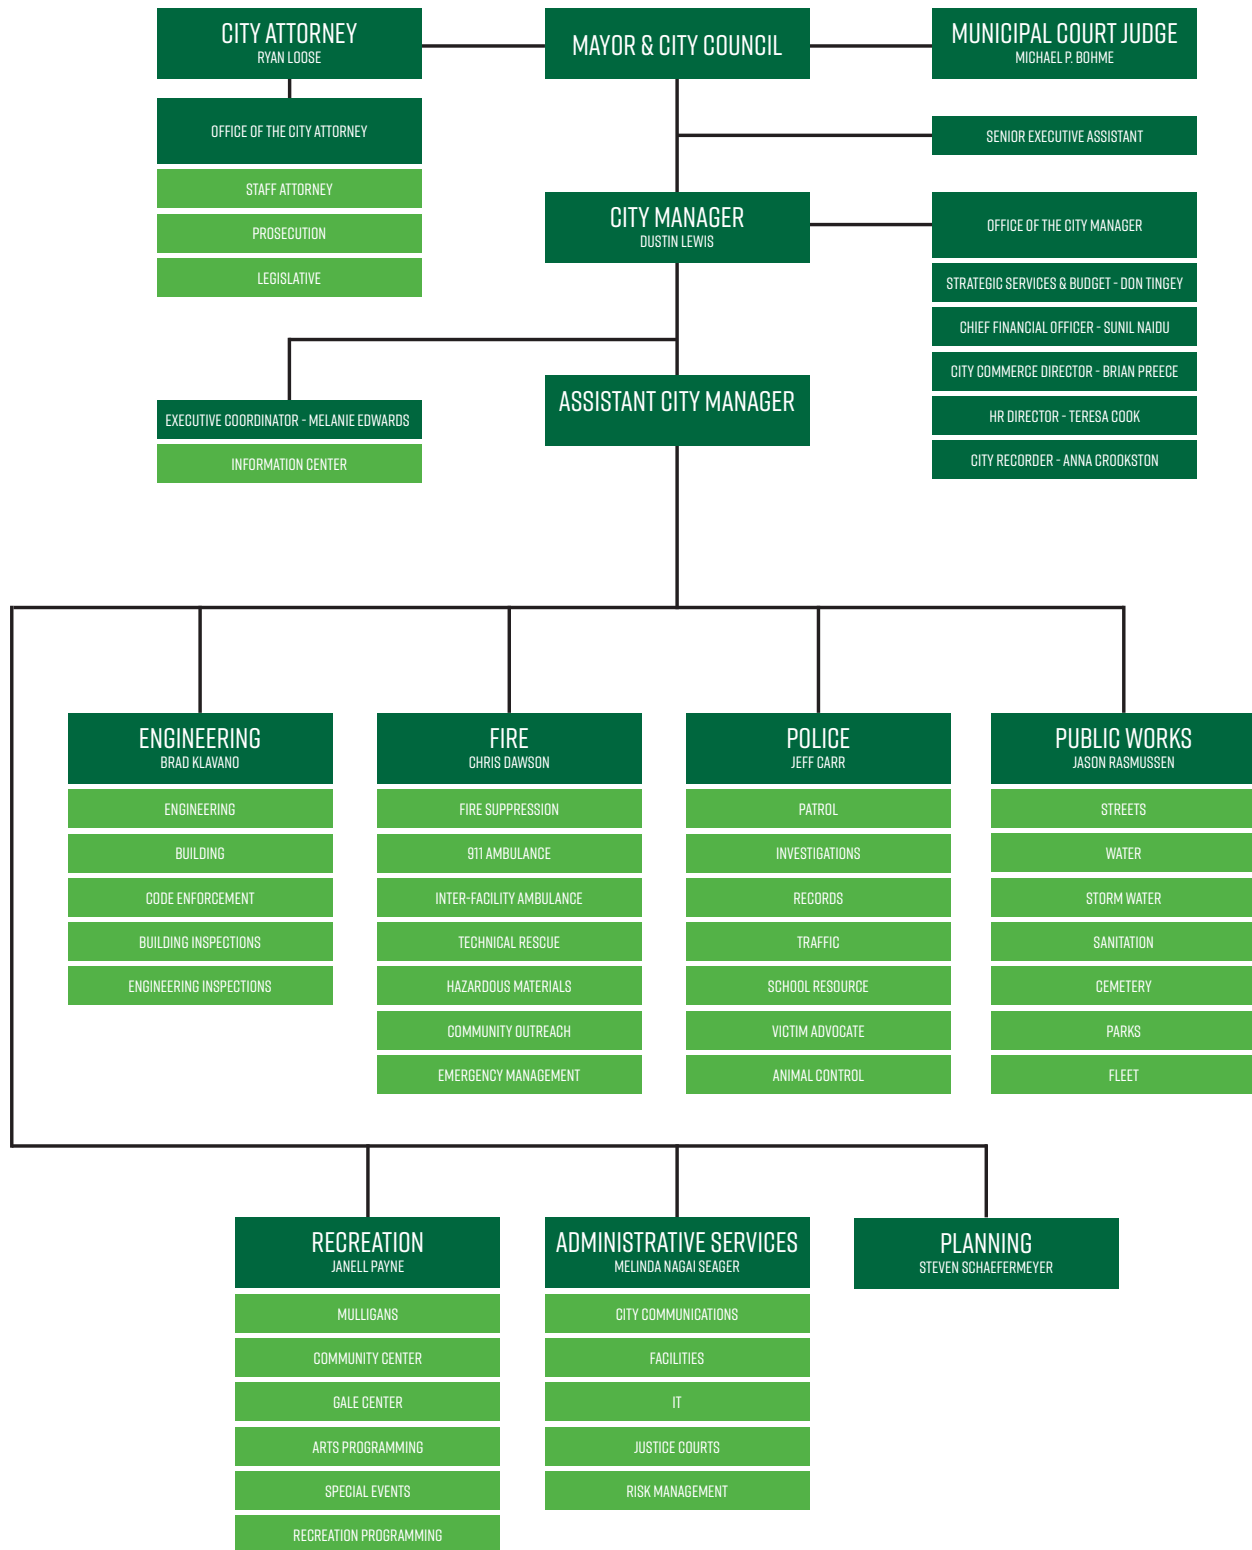 CITY ATTORNEY
RYAN LOOSE
MAYOR & CITY COUNCIL
MUNICIPAL COURT JUDGE
MICHAEL P. BOHME
OFFICE OF THE CITY ATTORNEY
STAFF ATTORNEY
PROSECUTION
LEGISLATIVE
SENIOR EXECUTIVE ASSISTANT
CITY MANAGER
DUSTIN LEWIS
OFFICE OF THE CITY MANAGER
STRATEGIC SERVICES & BUDGET - DON TINGEY
CHIEF FINANCIAL OFFICER - SUNIL NAIDU
CITY COMMERCE DIRECTOR - BRIAN PREECE
HR DIRECTOR - TERESA COOK
CITY RECORDER - ANNA CROOKSTON
EXECUTIVE COORDINATOR - MELANIE EDWARDS
INFORMATION CENTER
ASSISTANT CITY MANAGER
ENGINEERING
BRAD KLAVANO
ENGINEERING
BUILDING
CODE ENFORCEMENT
BUILDING INSPECTIONS
ENGINEERING INSPECTIONS
FIRE
CHRIS DAWSON
FIRE SUPPRESSION
911 AMBULANCE
INTER-FACILITY AMBULANCE
TECHNICAL RESCUE
HAZARDOUS MATERIALS
COMMUNITY OUTREACH
EMERGENCY MANAGEMENT
POLICE
JEFF CARR
PATROL
INVESTIGATIONS
RECORDS
TRAFFIC
SCHOOL RESOURCE
VICTIM ADVOCATE
ANIMAL CONTROL
PUBLIC WORKS
JASON RASMUSSEN
STREETS
WATER
STORM WATER
SANITATION
CEMETERY
PARKS
FLEET
RECREATION
JANELL PAYNE
MULLIGANS
COMMUNITY CENTER
GALE CENTER
ARTS PROGRAMMING
SPECIAL EVENTS
RECREATION PROGRAMMING
ADMINISTRATIVE SERVICES
MELINDA NAGAI SEAGER
CITY COMMUNICATIONS
FACILITIES
IT
JUSTICE COURTS
RISK MANAGEMENT
PLANNING
STEVEN SCHAEFERMEYER